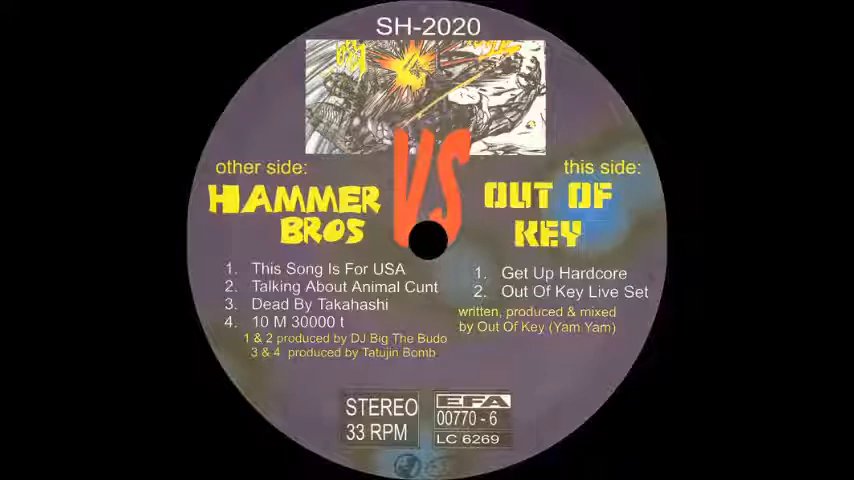 SH-2020
VS
other side:
HAMMER
BROS
1. This Song Is For USA
2. Talking About Animal Cunt
3. Dead By Takahashi
4. 10 M 30000 t
1 & 2 produced by DJ Big The Budo
3 & 4 produced by Tatujin Bomb
this side:
OUT OF
KEY
1. Get Up Hardcore
2. Out Of Key Live Set
written, produced & mixed
by Out Of Key (Yam Yam)
STEREO
33 RPM
EFA
00770-6
LC 6269